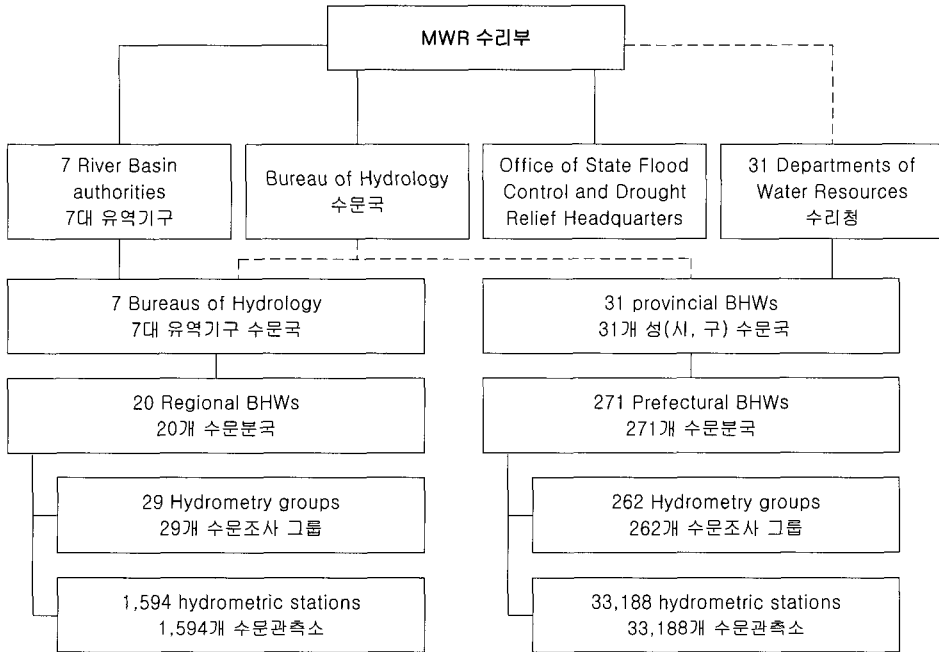 MWR 수리부
7 River Basin
authorities
7대 유역기구
Bureau of Hydrology
수문국
Office of State Flood
Control and Drought
Relief Headquarters
31 Departments of
Water Resources
수리청
7 Bureaus of Hydrology
7대 유역기구 수문국
31 provincial BHWs
31개 성(시, 구) 수문국
20 Regional BHWs
20개 수문분국
271 Prefectural BHWs
271개 수문분국
29 Hydrometry groups
29개 수문조사 그룹
262 Hydrometry groups
262개 수문조사 그룹
1,594 hydrometric stations
1,594개 수문관측소
33,188 hydrometric stations
33,188개 수문관측소